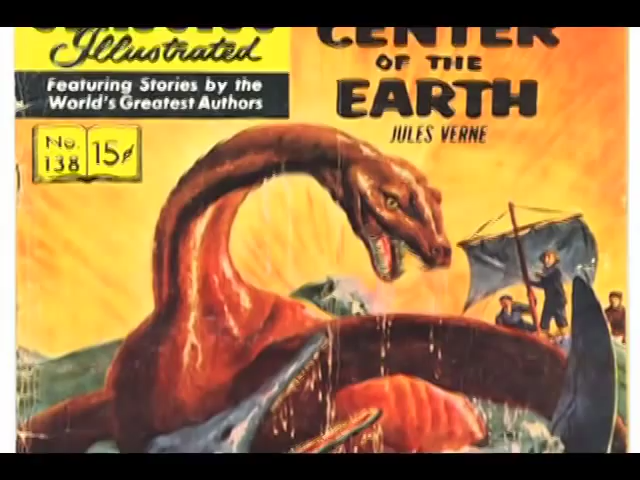 Illustrated
Featuring Stories by the
World's Greatest Authors
No.
138
15¢
CENTER
OF THE
EARTH
JULES VERNE